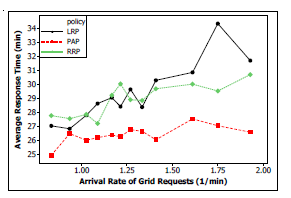 policy
LRP
PAP
RRP
Average Response Time (min)
34
33
32
31
30
29
28
27
26
25
1.00
1.25
1.50
1.75
2.00
Arrival Rate of Grid Requests (1/min)